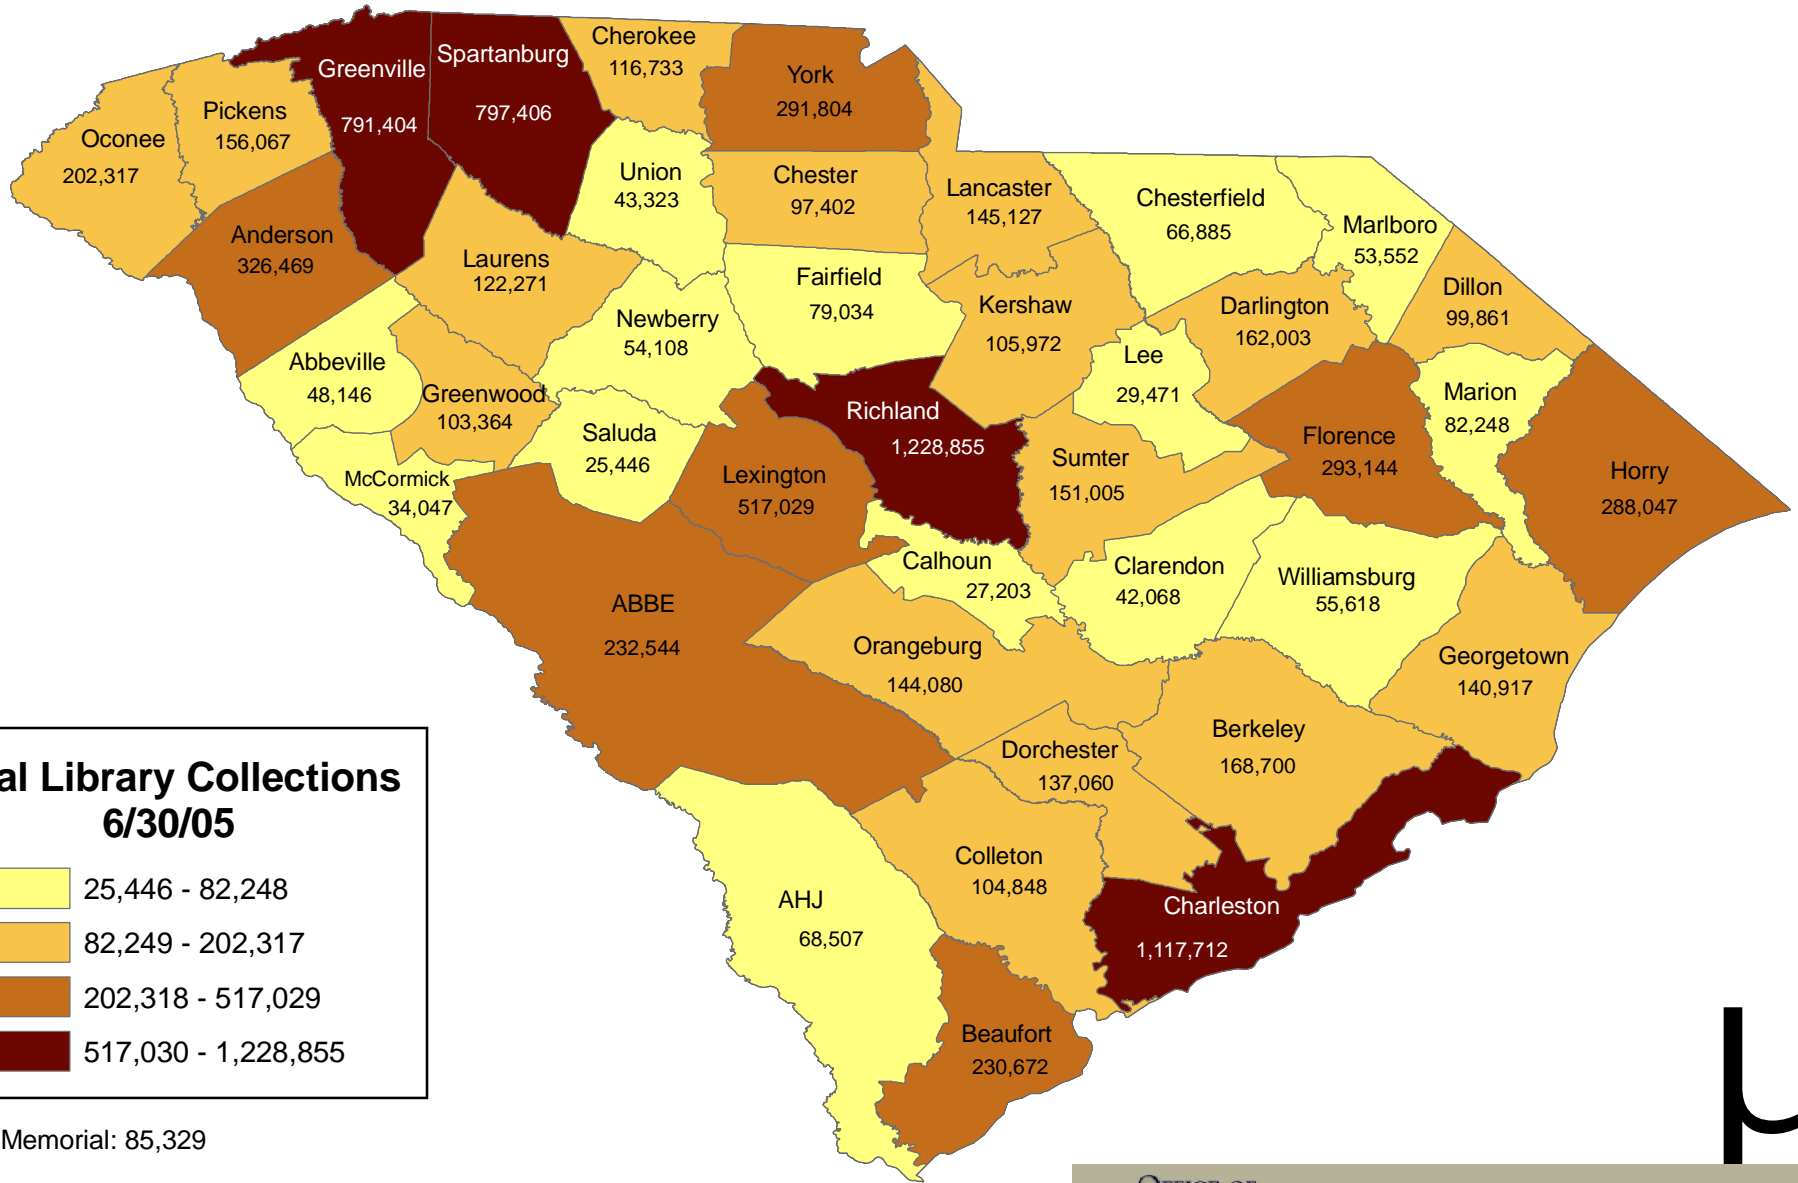 Cherokee
116,733
Spartanburg
797,406
Greenville
791,404
York
291,804
Pickens
156,067
Oconee
202,317
Union
43,323
Chester
97,402
Lancaster
145,127
Chesterfield
66,885
Marlboro
53,552
Anderson
326,469
Laurens
122,271
Fairfield
79,034
Kershaw
105,972
Darlington
162,003
Dillon
99,861
Newberry
54,108
Lee
29,471
Abbeville
48,146
Greenwood
103,364
Richland
1,228,855
Marion
82,248
Saluda
25,446
Florence
293,144
Sumter
151,005
Horry
288,047
McCormick
34,047
Lexington
517,029
Calhoun
27,203
Clarendon
42,068
Williamsburg
55,618
ABBE
232,544
Orangeburg
144,080
Georgetown
140,917
Berkeley
168,700
Dorchester
137,060
Colleton
104,848
AHJ
68,507
Charleston
1,117,712
Beaufort
230,672
al Library Collections
6/30/05
25,446 - 82,248
82,249 - 202,317
202,318 - 517,029
517,030 - 1,228,855
Memorial: 85,329
µ
OFFICE OF